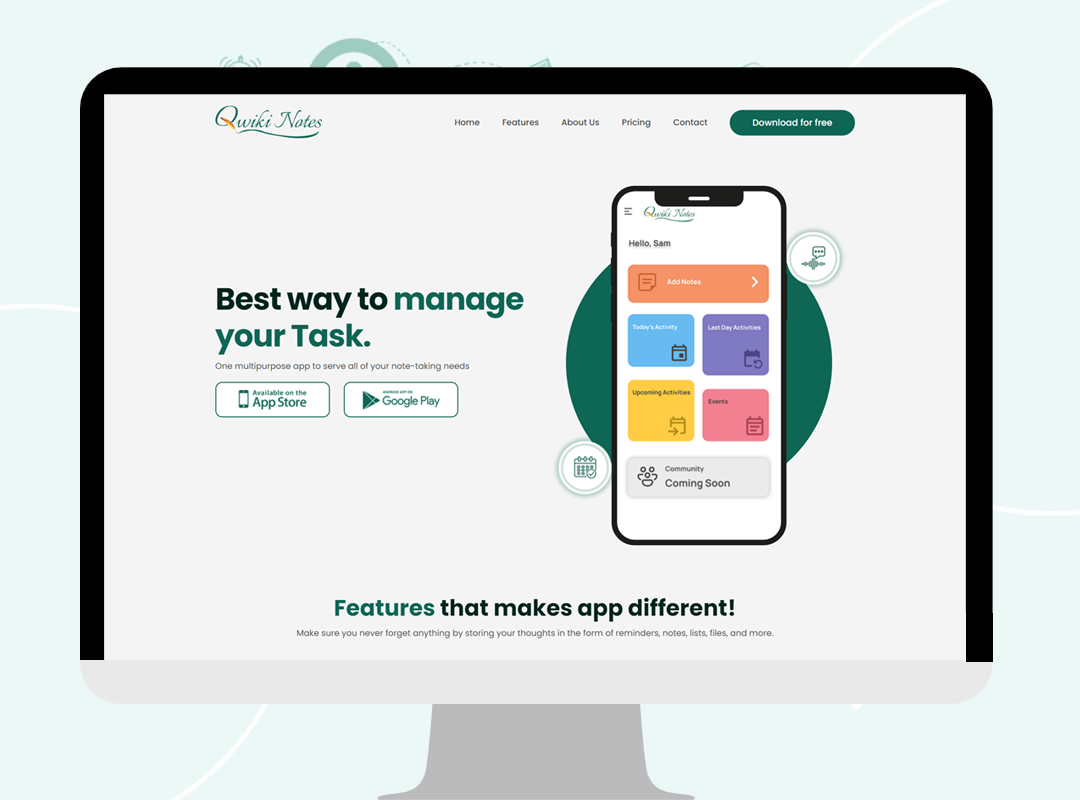 Qwiki Notes
Home
Features
About Us
Pricing
Contact
Download for free
Best way to manage
your Task.
One multipurpose app to serve all of your note-taking needs
Available on the
App Store
ANDROID APP ON
Google Play
Qwiki Notes
Hello, Sam
Add Notes
Today's Activity
Last Day Activities
Upcoming Activities
Events
Community
Coming Soon
Features that makes app different!
Make sure you never forget anything by storing your thoughts in the form of reminders, notes, lists, files, and more.